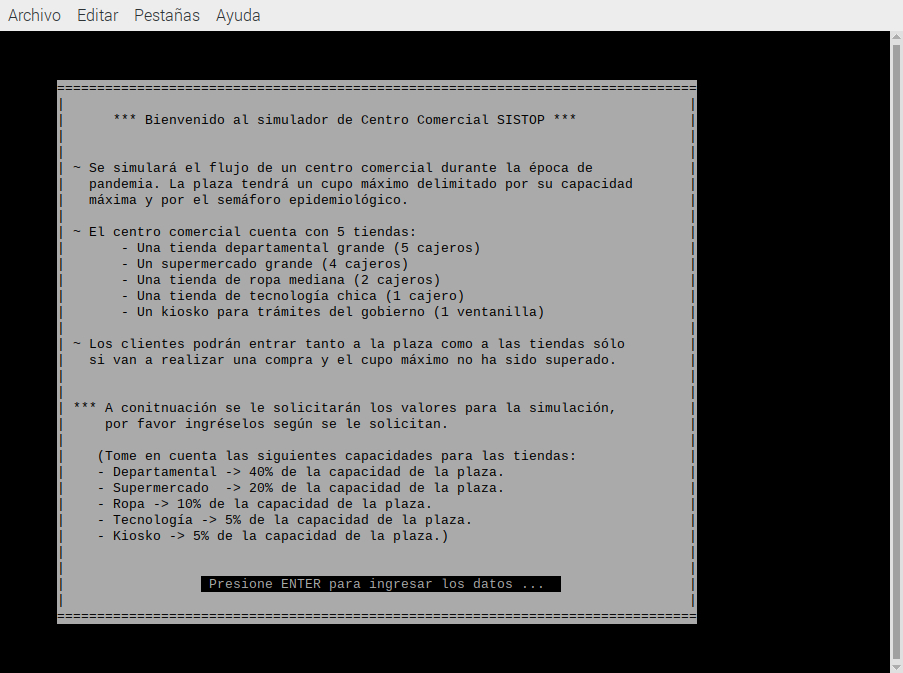 Archivo Editar Pestañas Ayuda
================================================================================
*** Bienvenido al simulador de Centro Comercial SISTOP ***
~ Se simulará el flujo de un centro comercial durante la época de
pandemia. La plaza tendrá un cupo máximo delimitado por su capacidad
máxima y por el semáforo epidemiológico.
~ El centro comercial cuenta con 5 tiendas:
- Una tienda departamental grande (5 cajeros)
- Un supermercado grande (4 cajeros)
- Una tienda de ropa mediana (2 cajeros)
- Una tienda de tecnología chica (1 cajero)
- Un kiosko para trámites del gobierno (1 ventanilla)
~ Los clientes podrán entrar tanto a la plaza como a las tiendas sólo
si van a realizar una compra y el cupo máximo no ha sido superado.
*** A conitnuación se le solicitarán los valores para la simulación,
por favor ingréselos según se le solicitan.
(Tome en cuenta las siguientes capacidades para las tiendas:
- Departamental -> 40% de la capacidad de la plaza.
- Supermercado  -> 20% de la capacidad de la plaza.
- Ropa -> 10% de la capacidad de la plaza.
- Tecnología -> 5% de la capacidad de la plaza.
- Kiosko -> 5% de la capacidad de la plaza.)
Presione ENTER para ingresar los datos ...
================================================================================